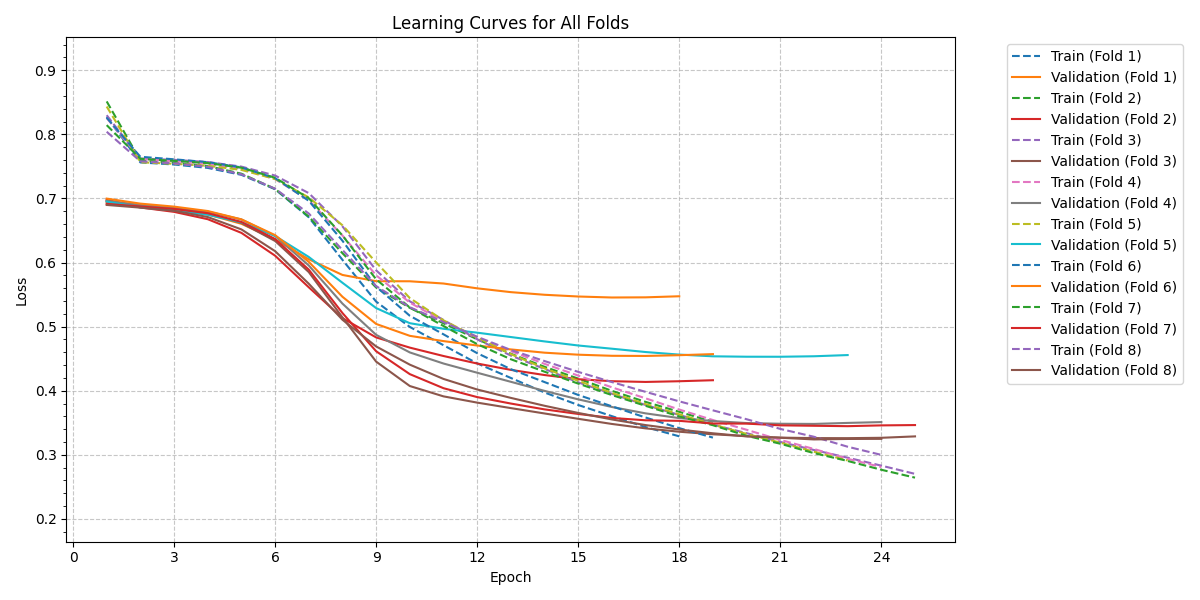 Learning Curves for All Folds
Loss
0.9
0.8
0.7
0.6
0.5
0.4
0.3
0.2
0 3 6 9 12 15 18 21 24
Epoch
Train (Fold 1)
Validation (Fold 1)
Train (Fold 2)
Validation (Fold 2)
Train (Fold 3)
Validation (Fold 3)
Train (Fold 4)
Validation (Fold 4)
Train (Fold 5)
Validation (Fold 5)
Train (Fold 6)
Validation (Fold 6)
Train (Fold 7)
Validation (Fold 7)
Train (Fold 8)
Validation (Fold 8)